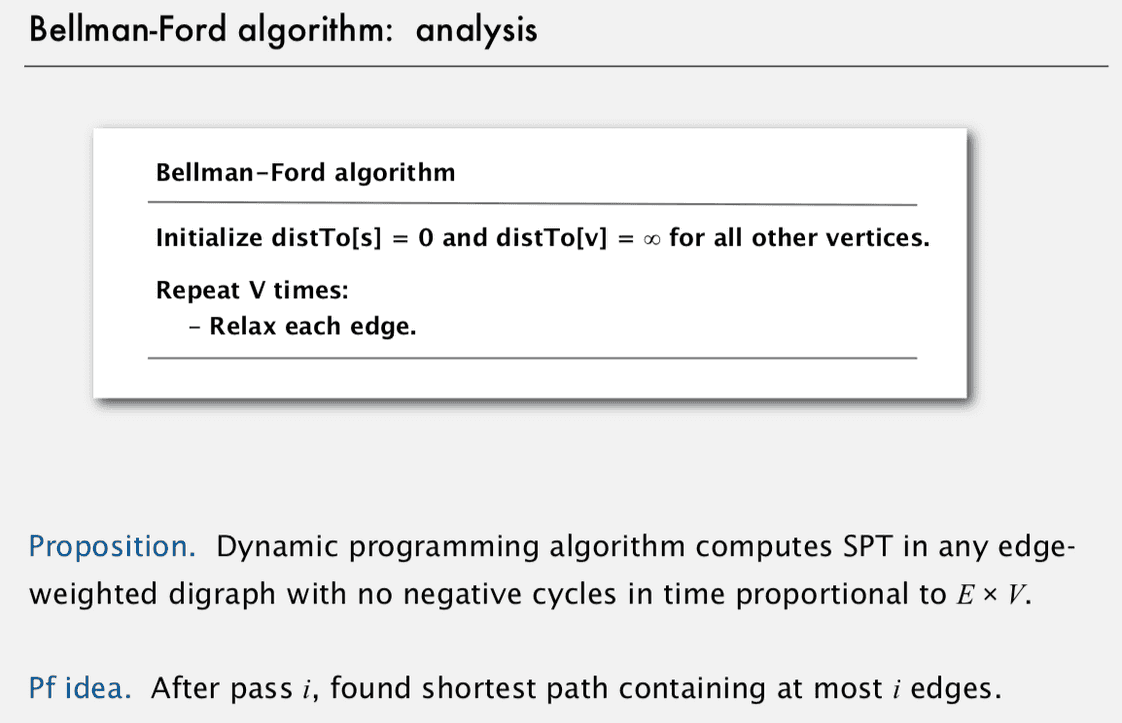 Bellman-Ford algorithm: analysis
Bellman–Ford algorithm
Initialize distTo[s] = 0 and distTo[v] = ∞ for all other vertices.
Repeat V times:
– Relax each edge.
Proposition. Dynamic programming algorithm computes SPT in any edge-
weighted digraph with no negative cycles in time proportional to E × V.
Pf idea. After pass i, found shortest path containing at most i edges.